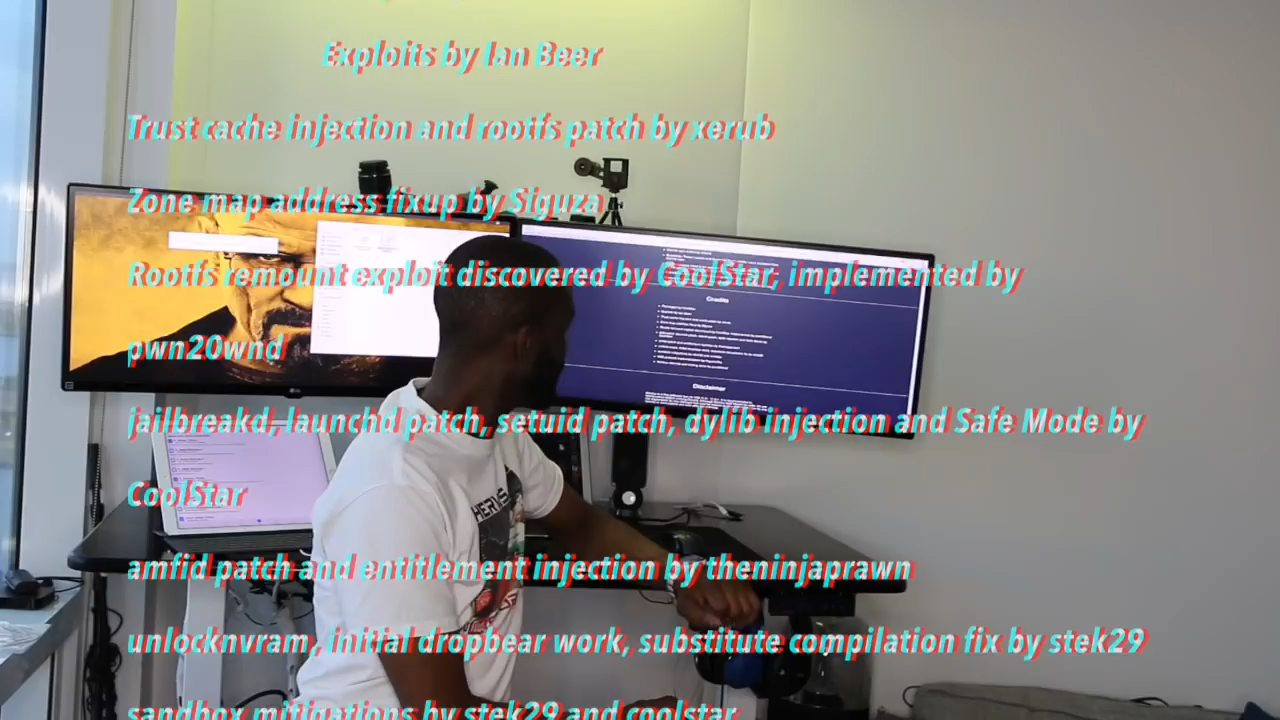 Exploits by Ian Beer
Trust cache injection and rootfs patch by xerub
Zone map address fixup by Siguza
Rootfs remount exploit discovered by CoolStar, implemented by
pwn20wnd
jailbreakd, launchd patch, setuid patch, dylib injection and Safe Mode by
CoolStar
amfid patch and entitlement injection by theninjaprawn
unlocknvram, initial dropbear work, substitute compilation fix by stek29
sandbox mitigations by stek29 and coolstar
Credits
Disclaimer